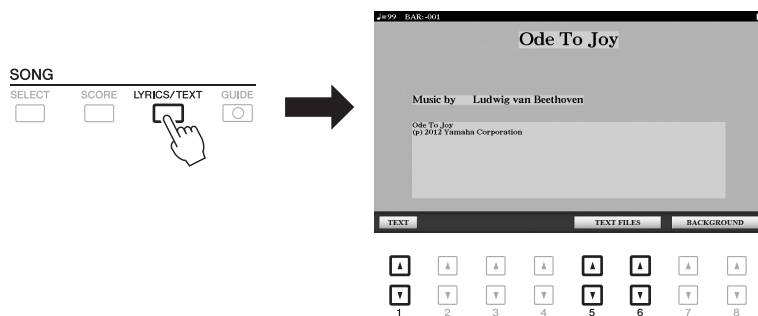 SONG
SELECT SCORE LYRICS/TEXT GUIDE
♩=99 BAR:-001
Ode To Joy
Music by Ludwig van Beethoven
Ode To Joy
(p) 2012 Yamaha Corporation
TEXT TEXT FILES BACKGROUND
1 2 3 4 5 6 7 8